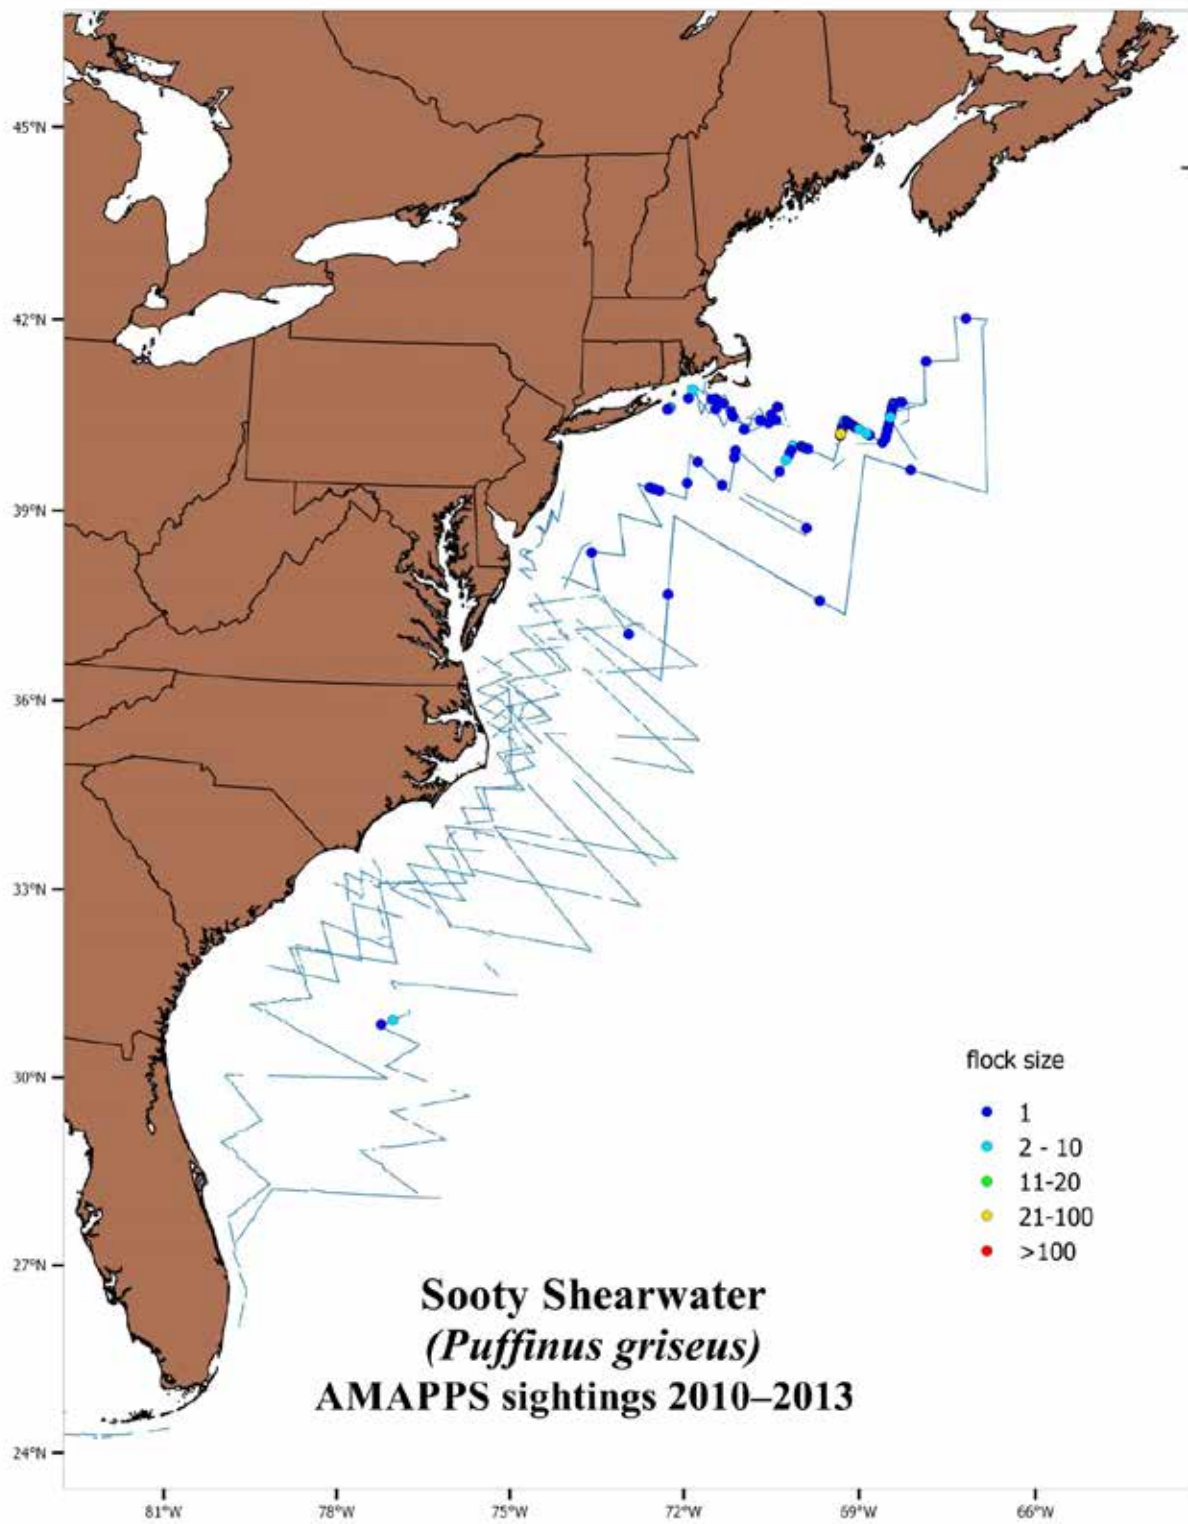 45°N
42°N
39°N
36°N
33°N
30°N
27°N
24°N
flock size
1
2 - 10
11-20
21-100
>100
Sooty Shearwater
(Puffinus griseus)
AMAPPS sightings 2010–2013
81°W
78°W
75°W
72°W
69°W
66°W